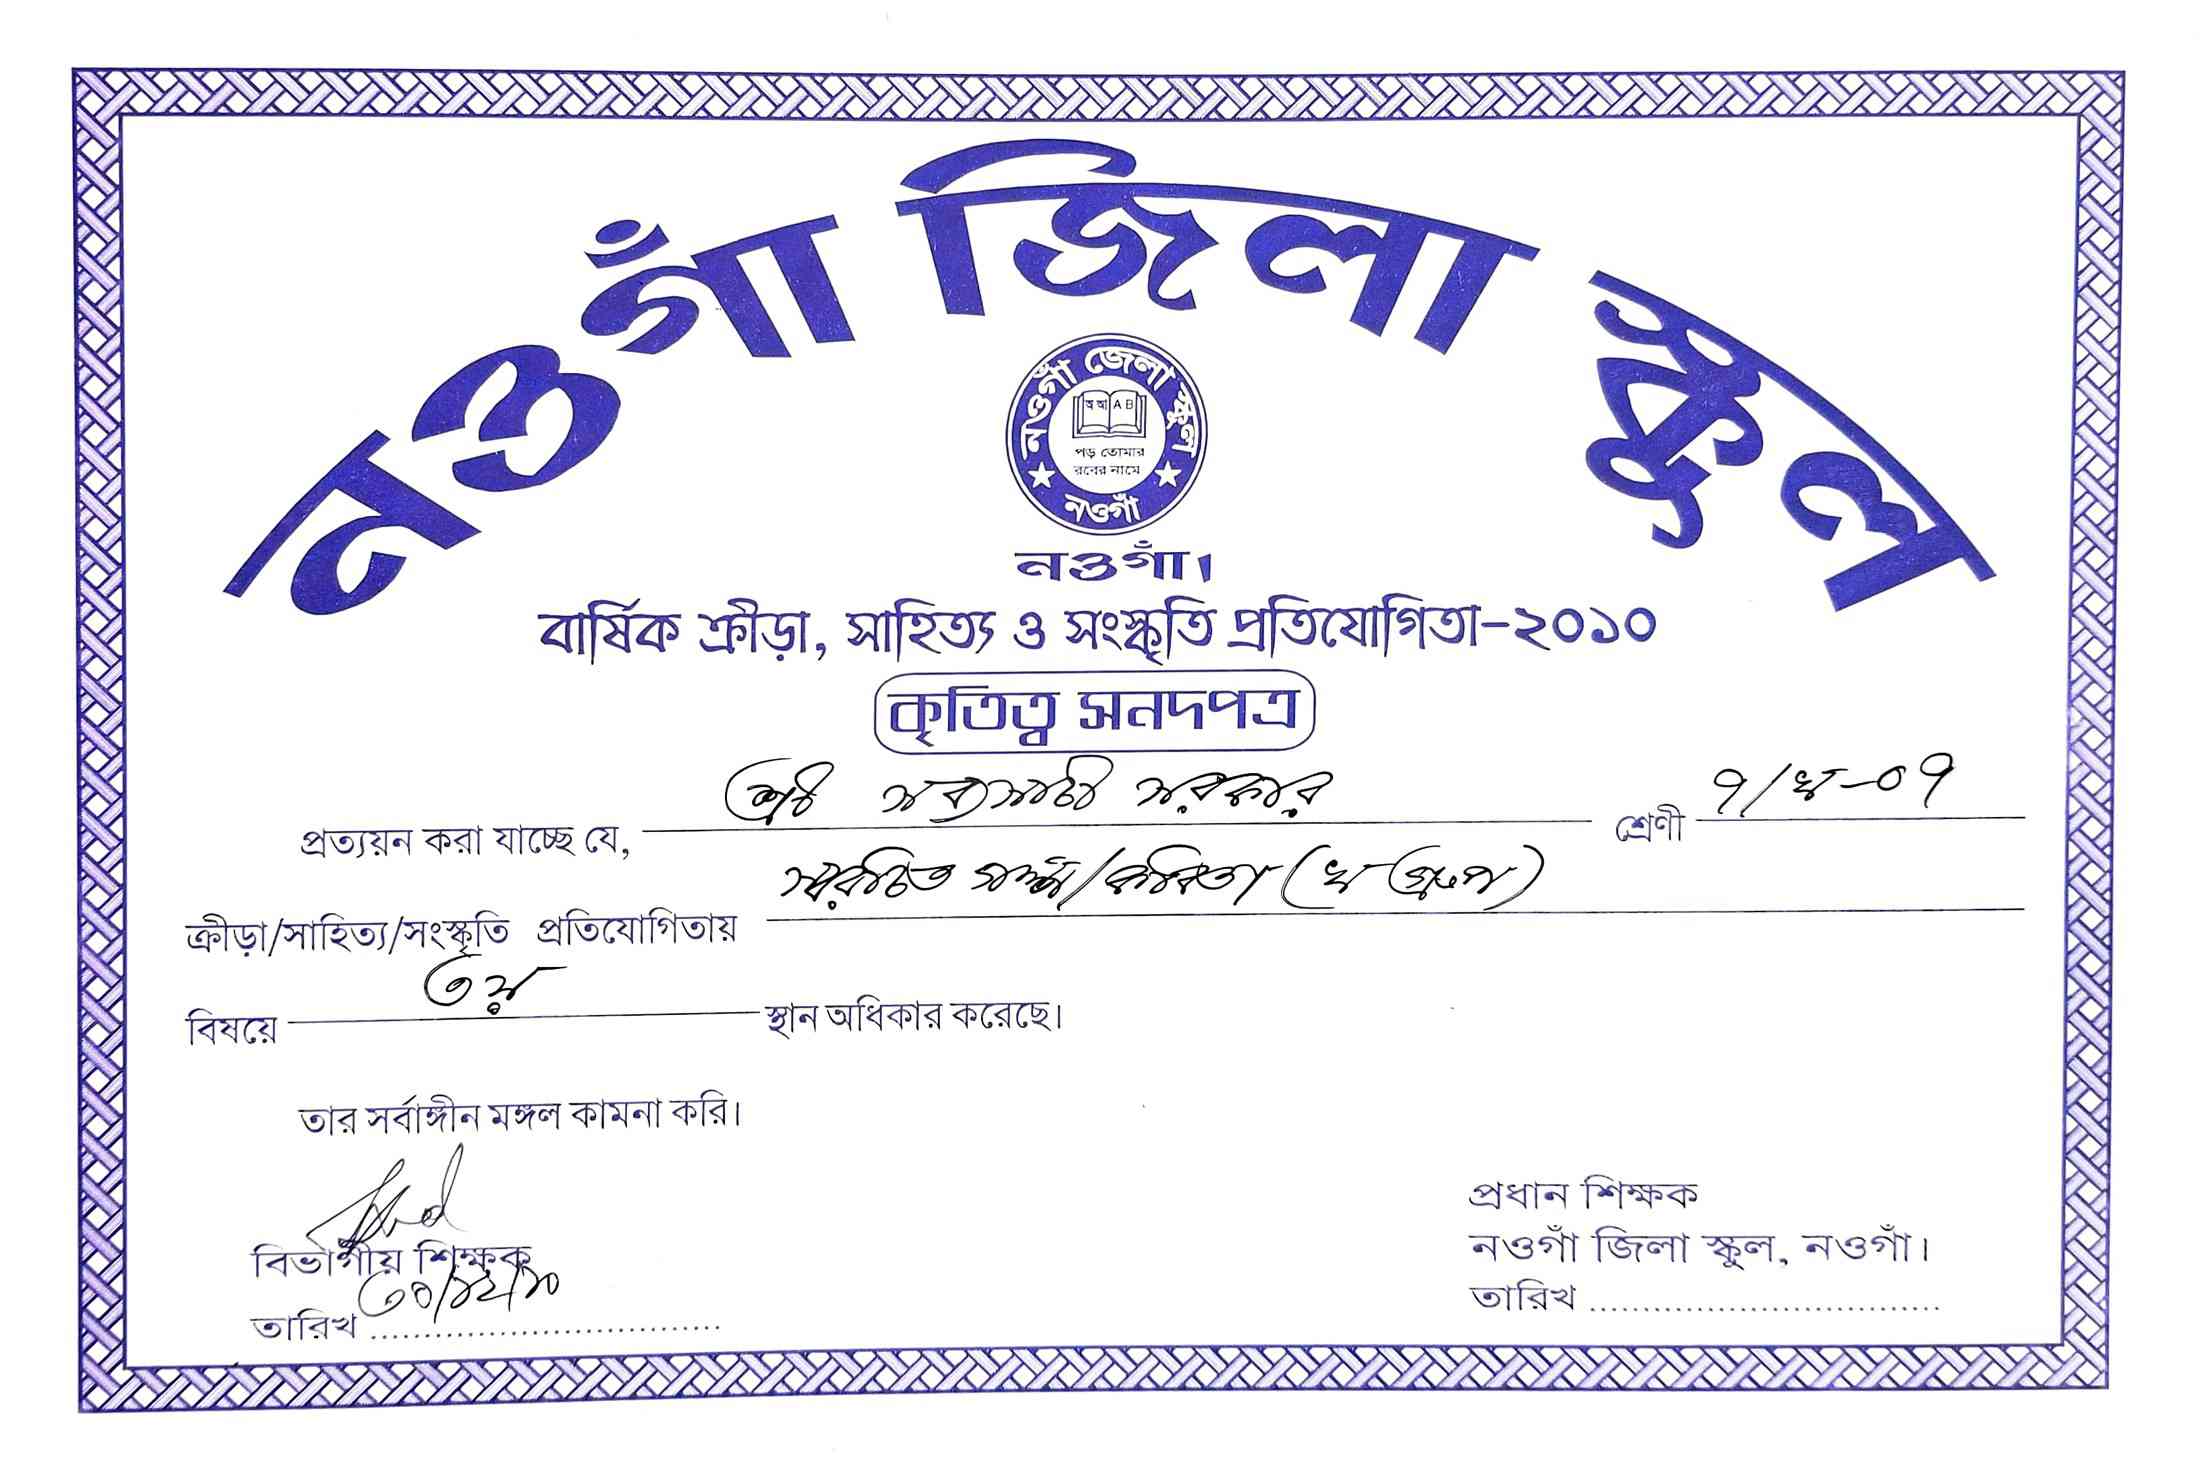 নওগাঁ জিলা স্কুল
নওগাঁ জেলা স্কুল
অ আ A B
পড় তোমার
রবের নামে
নওগাঁ
নওগাঁ।
বার্ষিক ক্রীড়া, সাহিত্য ও সংস্কৃতি প্রতিযোগিতা-২০১০
কৃতিত্ব সনদপত্র
প্রত্যয়ন করা যাচ্ছে যে, শ্রী সব্যসাচী সরকার শ্রেণী ৭/খ-০৭
ক্রীড়া/সাহিত্য/সংস্কৃতি প্রতিযোগিতায় স্বরচিত গল্প/কবিতা (খ গ্রুপ)
বিষয়ে ৩য় স্থান অধিকার করেছে।
তার সর্বাঙ্গীন মঙ্গল কামনা করি।
বিভাগীয় শিক্ষক
তারিখ ৩০/১২/১০
প্রধান শিক্ষক
নওগাঁ জিলা স্কুল, নওগাঁ।
তারিখ